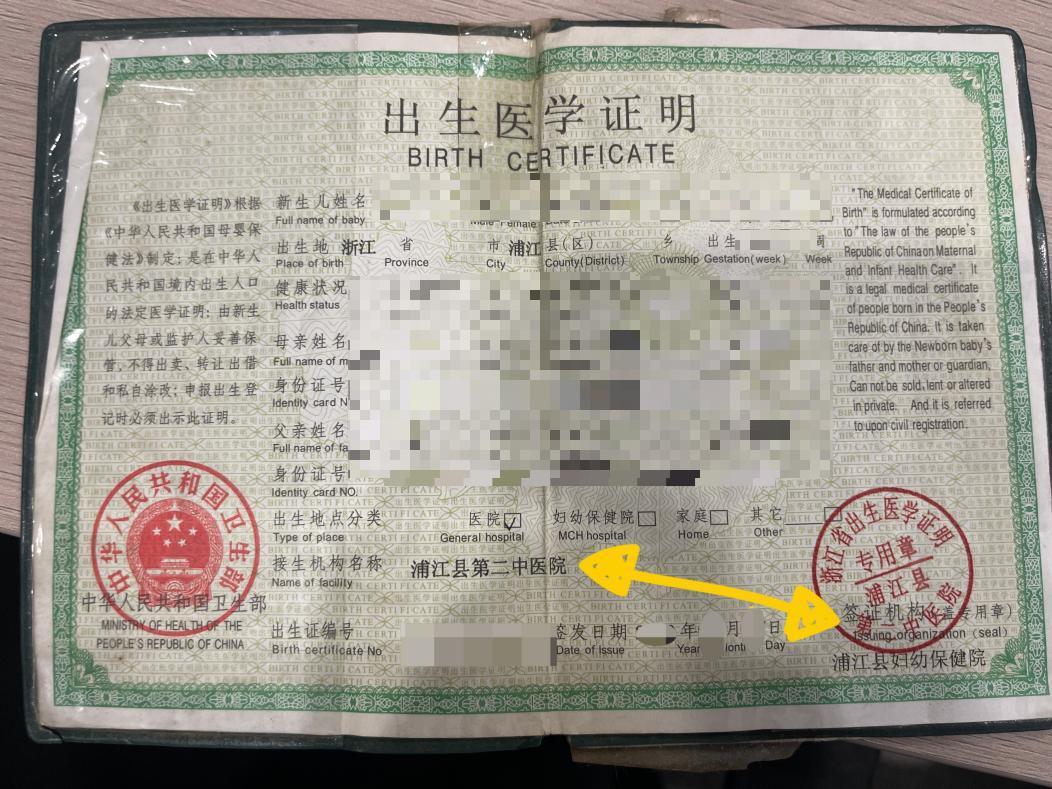 出生医学证明
BIRTH CERTIFICATE
《出生医学证明》根据
《中华人民共和国母婴保
健法》制定；是在中华人
民共和国境内出生人口
的法定医学证明；由新生
儿父母或监护人妥善保
管，不得出卖、转让出借
和私自涂改；申报出生登
记时必须出示此证明。
新生儿姓名
Full name of baby
出生地 浙江 省 市 浦江 县(区) 乡 出生 周
Place of birth Province City County(District) Township Gestation(week) Week
健康状况
Health status
母亲姓名
Full name of
身份证号
Identity card
父亲姓名
Full name of
身份证号
Identity card NO.
出生地点分类 医院 妇幼保健院 家庭 其它
Type of place General hospital MCH hospital Home Other
接生机构名称 浦江县第二中医院
Name of facility
出生证编号 签发日期 年 月 日
Birth certificate No Date of issue Year Day
"The Medical Certificate of
Birth" is formulated according
to "The law of the people's
Republic of China on Maternal
and Infant Health Care". It
is a legal medical certificate
of people born in the People's
Republic of China. It is taken
care of by the Newborn baby's
father and mother or guardian,
Can not be sold, lent or altered
in private. And it is referred
to upon civil registration.
中华人民共和国卫生部
中华人民共和国卫生部
MINISTRY OF HEALTH OF THE
PEOPLE'S REPUBLIC OF CHINA
浙江省出生医学证明
专用章
浦江县
中医院
签证机构(盖专用章)
Issuing organization (seal)
浦江县妇幼保健院